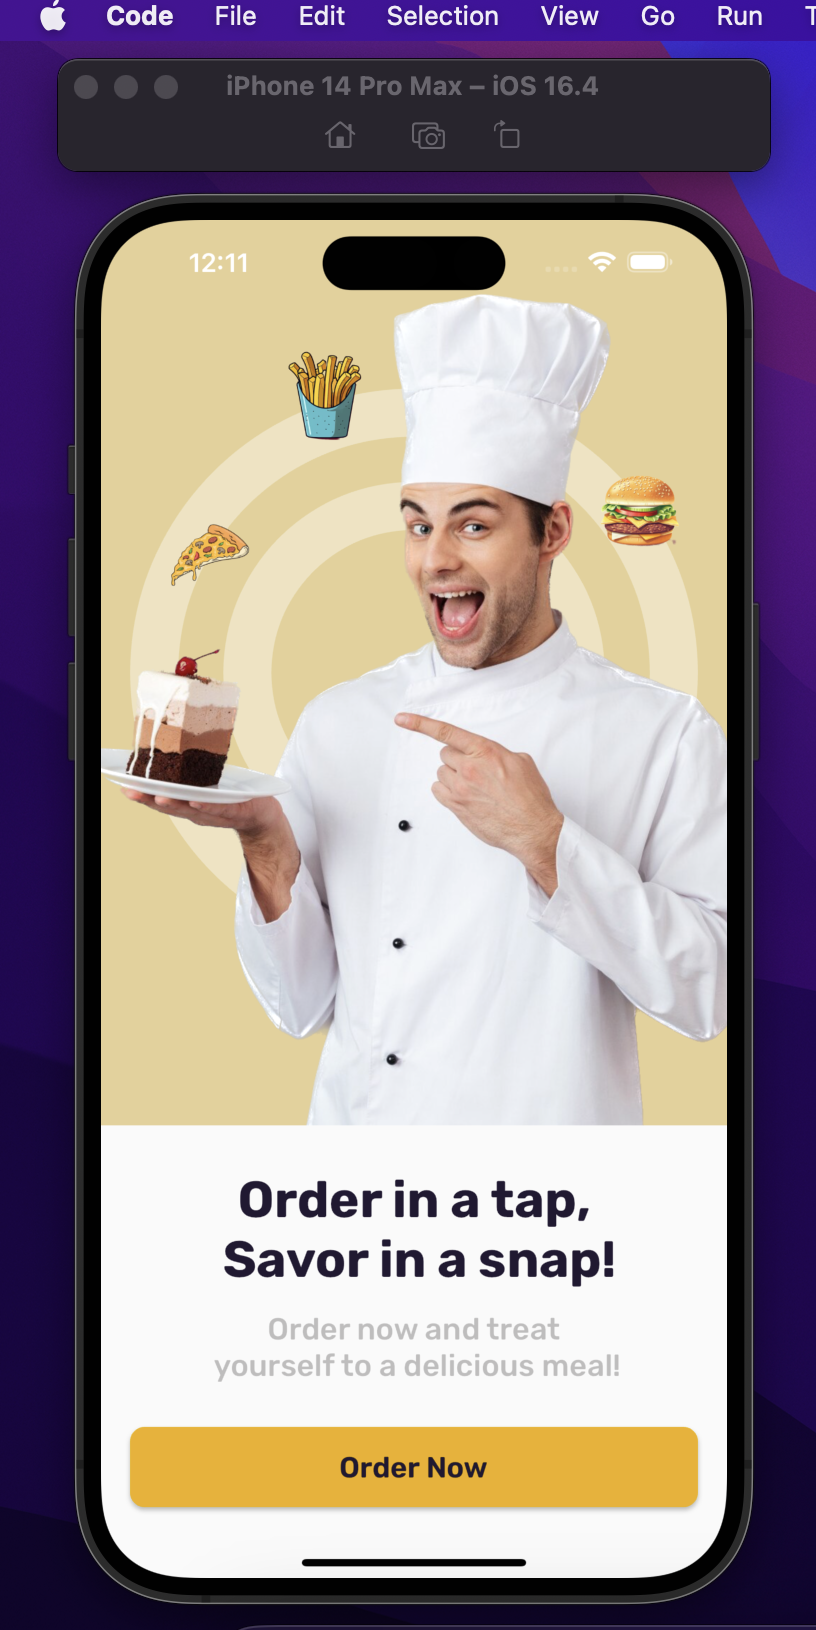 Code File Edit Selection View Go Run
iPhone 14 Pro Max – iOS 16.4
12:11
Order in a tap,
Savor in a snap!
Order now and treat
yourself to a delicious meal!
Order Now